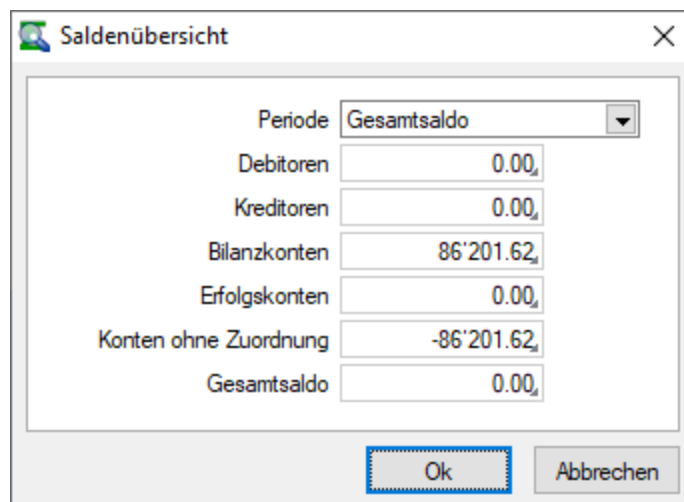 Saldenübersicht
Periode Gesamtsaldo
Debitoren 0.00
Kreditoren 0.00
Bilanzkonten 86'201.62
Erfolgskonten 0.00
Konten ohne Zuordnung -86'201.62
Gesamtsaldo 0.00
Ok Abbrechen